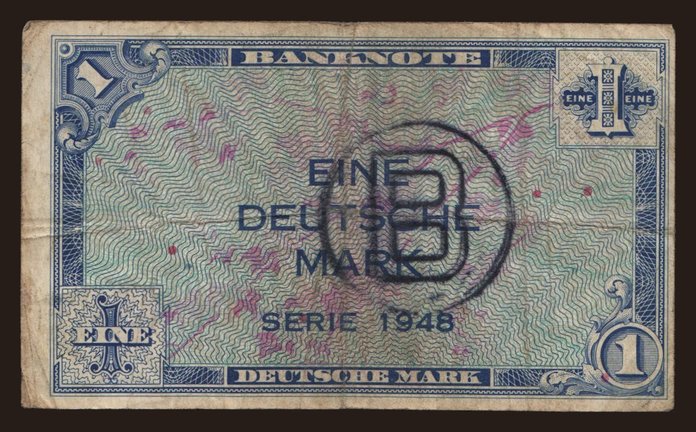 BANKNOTE
1
EINE 1 EINE
EINE
DEUTSCHE
MARK
B
SERIE 1948
1
EINE
1
DEUTSCHE MARK